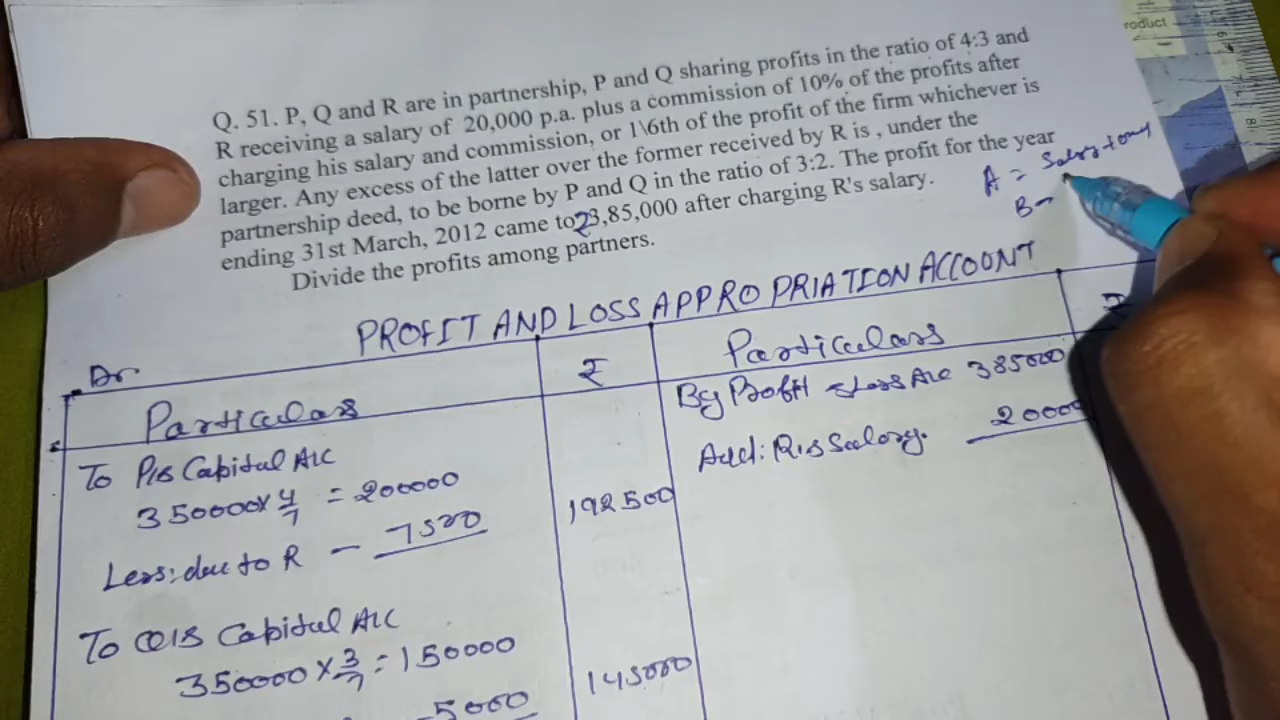 roduct
Q. 51. P, Q and R are in partnership, P and Q sharing profits in the ratio of 4:3 and
R receiving a salary of 20,000 p.a. plus a commission of 10% of the profits after
charging his salary and commission, or 1\6th of the profit of the firm whichever is
larger. Any excess of the latter over the former received by R is , under the
partnership deed, to be borne by P and Q in the ratio of 3:2. The profit for the year
ending 31st March, 2012 came to ₹3,85,000 after charging R's salary.
Divide the profits among partners.
A = Salary + com
B =
PROFIT AND LOSS APPROPRIATION ACCOUNT
Dr
Particulars ₹ Particulars ₹
To P's Capital A/C
350000 × 4/7 = 200000
Less: due to R — 7500
192500
By Profit & Loss A/c 385000
Add: R's Salary. 20000
To Q's Capital A/C
350000 × 3/7 = 150000
5000
145000